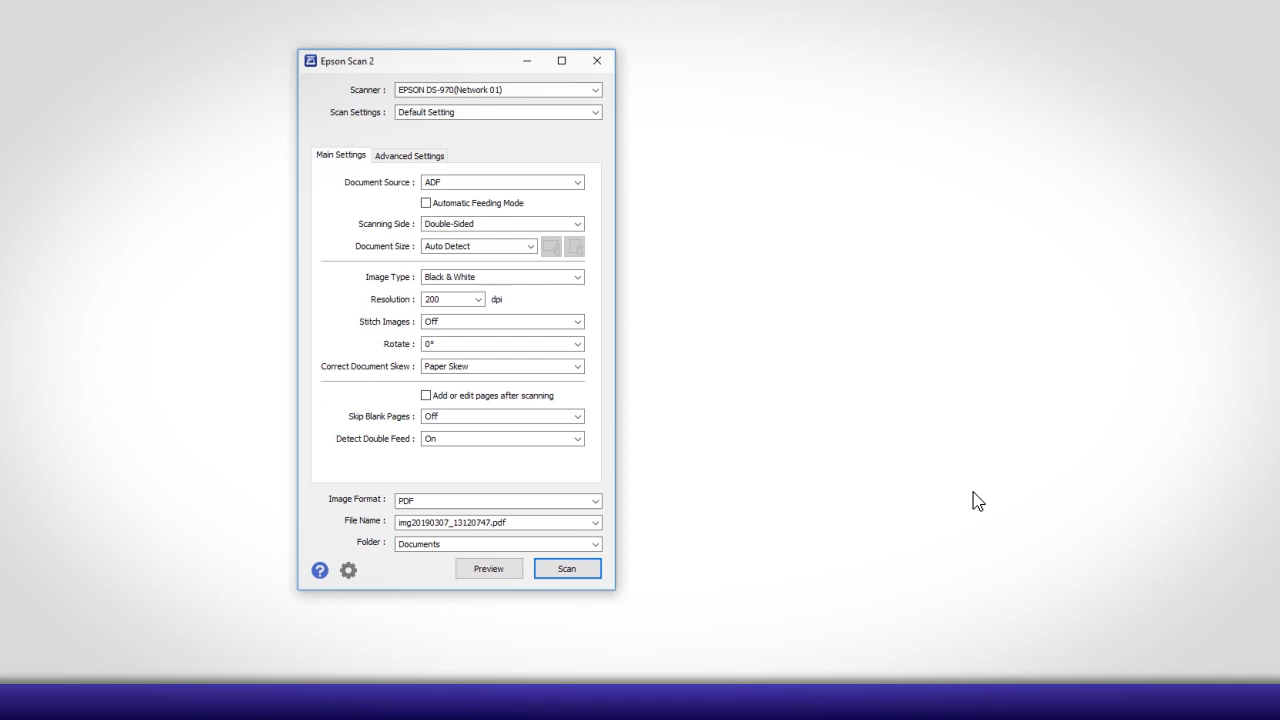 Epson Scan 2
Scanner : EPSON DS-970(Network 01)
Scan Settings : Default Setting
Main Settings Advanced Settings
Document Source : ADF
Automatic Feeding Mode
Scanning Side : Double-Sided
Document Size : Auto Detect
Image Type : Black & White
Resolution : 200 dpi
Stitch Images : Off
Rotate : 0°
Correct Document Skew : Paper Skew
Add or edit pages after scanning
Skip Blank Pages : Off
Detect Double Feed : On
Image Format : PDF
File Name : img20190307_13120747.pdf
Folder : Documents
? Preview Scan